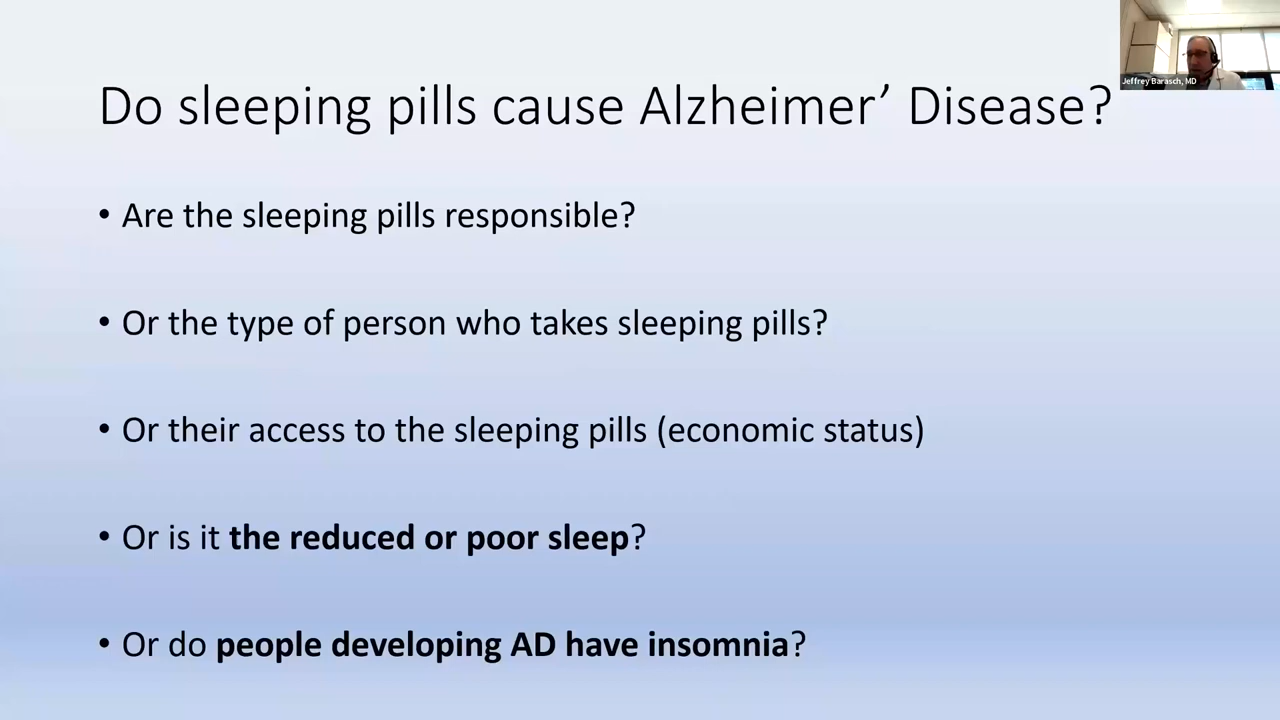 Do sleeping pills cause Alzheimer’ Disease?
Jeffrey Barasch, MD
• Are the sleeping pills responsible?
• Or the type of person who takes sleeping pills?
• Or their access to the sleeping pills (economic status)
• Or is it the reduced or poor sleep?
• Or do people developing AD have insomnia?